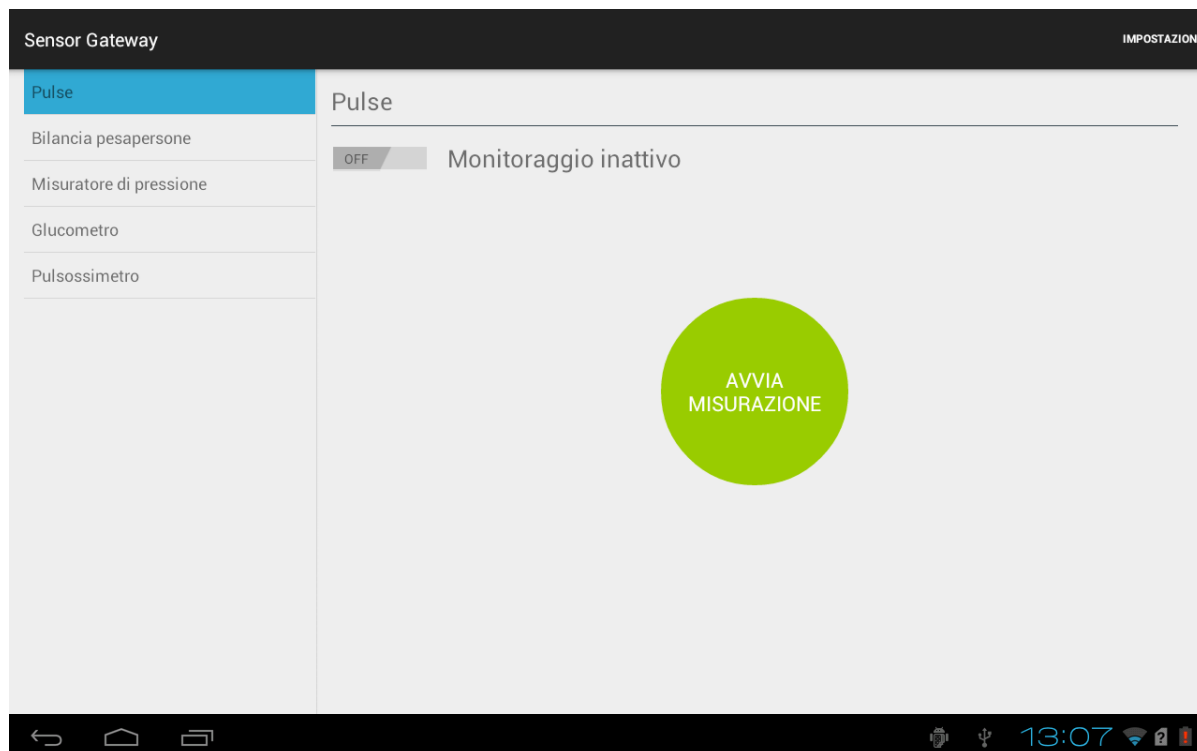 Sensor Gateway
IMPOSTAZION
Pulse
Bilancia pesapersone
Misuratore di pressione
Glucometro
Pulsossimetro
Pulse
OFF
Monitoraggio inattivo
AVVIA
MISURAZIONE
13:07